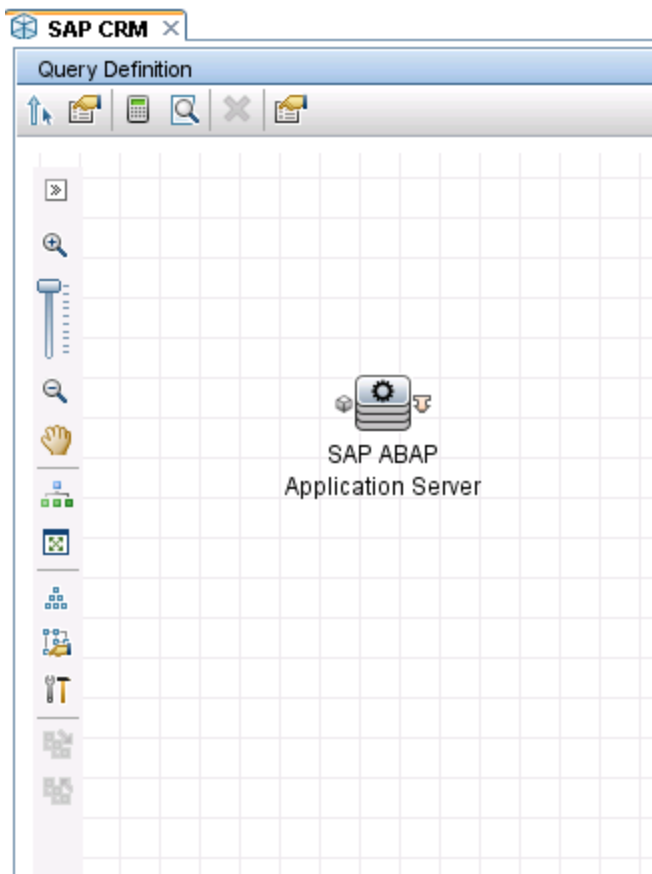 SAP CRM
Query Definition
SAP ABAP
Application Server